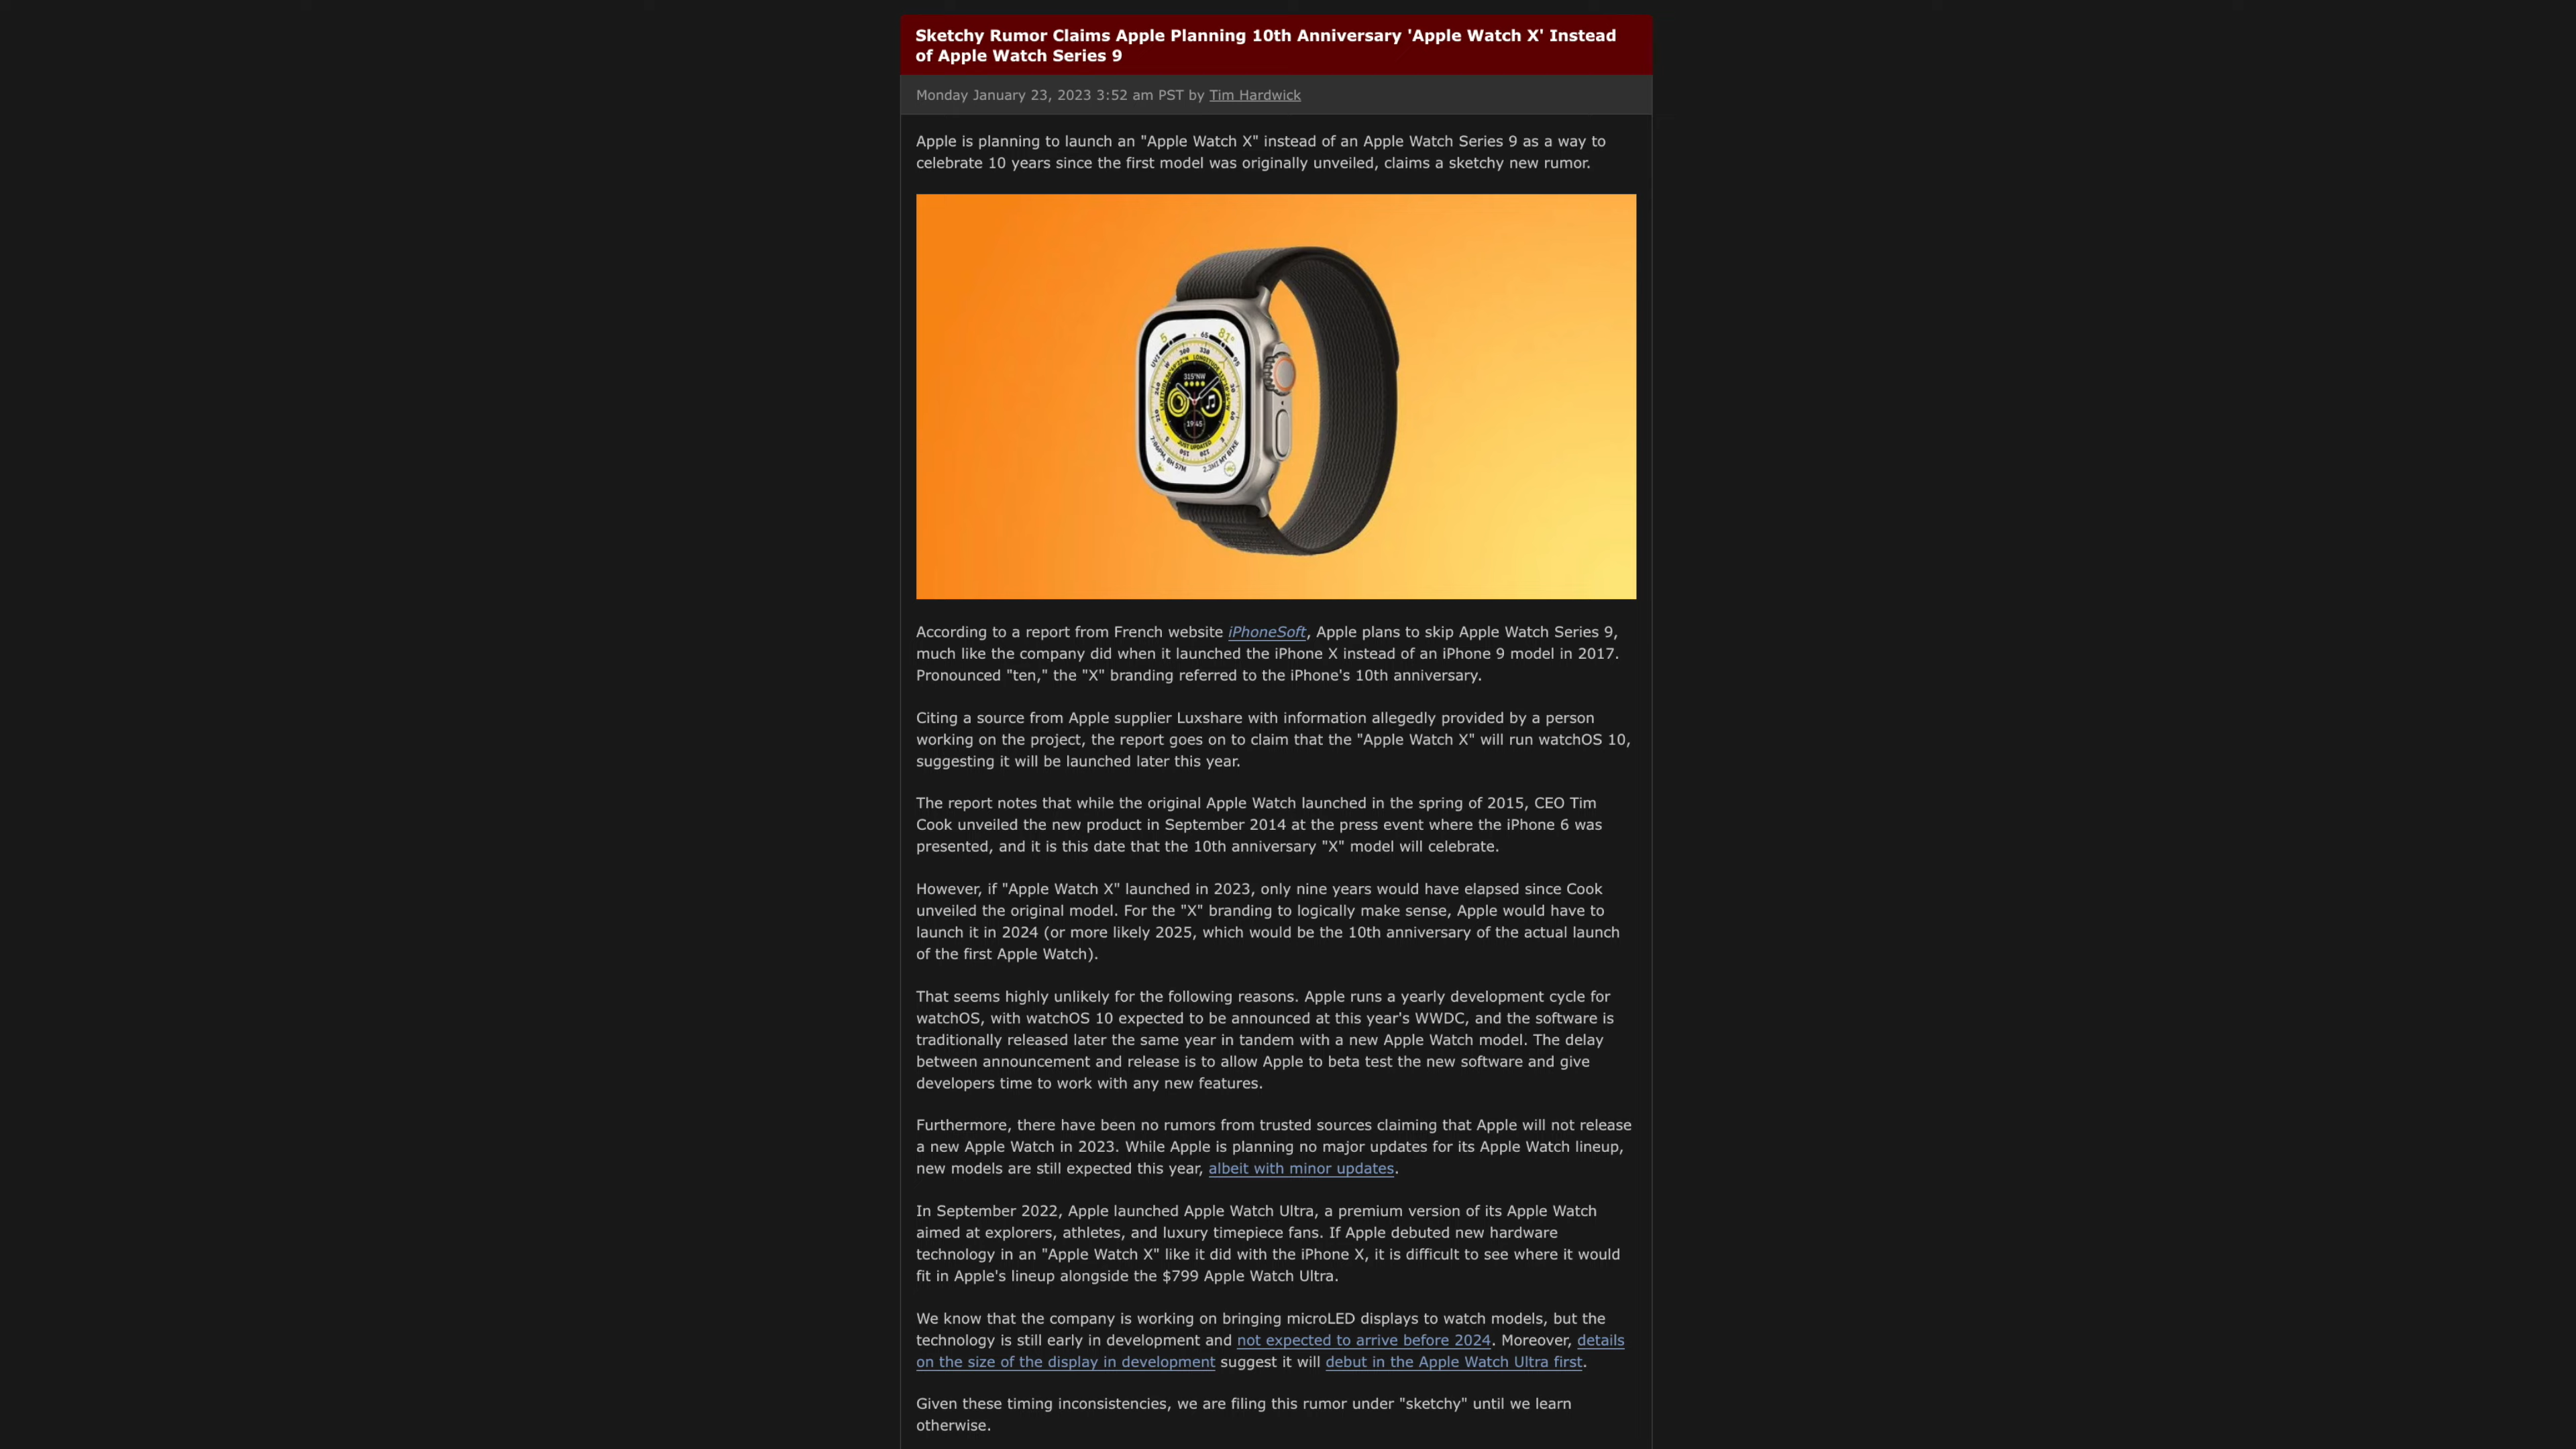 Sketchy Rumor Claims Apple Planning 10th Anniversary 'Apple Watch X' Instead
of Apple Watch Series 9
Monday January 23, 2023 3:52 am PST by Tim Hardwick
Apple is planning to launch an "Apple Watch X" instead of an Apple Watch Series 9 as a way to
celebrate 10 years since the first model was originally unveiled, claims a sketchy new rumor.
315°NW
19:45
JUST UPDATED
According to a report from French website iPhoneSoft, Apple plans to skip Apple Watch Series 9,
much like the company did when it launched the iPhone X instead of an iPhone 9 model in 2017.
Pronounced "ten," the "X" branding referred to the iPhone's 10th anniversary.
Citing a source from Apple supplier Luxshare with information allegedly provided by a person
working on the project, the report goes on to claim that the "Apple Watch X" will run watchOS 10,
suggesting it will be launched later this year.
The report notes that while the original Apple Watch launched in the spring of 2015, CEO Tim
Cook unveiled the new product in September 2014 at the press event where the iPhone 6 was
presented, and it is this date that the 10th anniversary "X" model will celebrate.
However, if "Apple Watch X" launched in 2023, only nine years would have elapsed since Cook
unveiled the original model. For the "X" branding to logically make sense, Apple would have to
launch it in 2024 (or more likely 2025, which would be the 10th anniversary of the actual launch
of the first Apple Watch).
That seems highly unlikely for the following reasons. Apple runs a yearly development cycle for
watchOS, with watchOS 10 expected to be announced at this year's WWDC, and the software is
traditionally released later the same year in tandem with a new Apple Watch model. The delay
between announcement and release is to allow Apple to beta test the new software and give
developers time to work with any new features.
Furthermore, there have been no rumors from trusted sources claiming that Apple will not release
a new Apple Watch in 2023. While Apple is planning no major updates for its Apple Watch lineup,
new models are still expected this year, albeit with minor updates.
In September 2022, Apple launched Apple Watch Ultra, a premium version of its Apple Watch
aimed at explorers, athletes, and luxury timepiece fans. If Apple debuted new hardware
technology in an "Apple Watch X" like it did with the iPhone X, it is difficult to see where it would
fit in Apple's lineup alongside the $799 Apple Watch Ultra.
We know that the company is working on bringing microLED displays to watch models, but the
technology is still early in development and not expected to arrive before 2024. Moreover, details
on the size of the display in development suggest it will debut in the Apple Watch Ultra first.
Given these timing inconsistencies, we are filing this rumor under "sketchy" until we learn
otherwise.